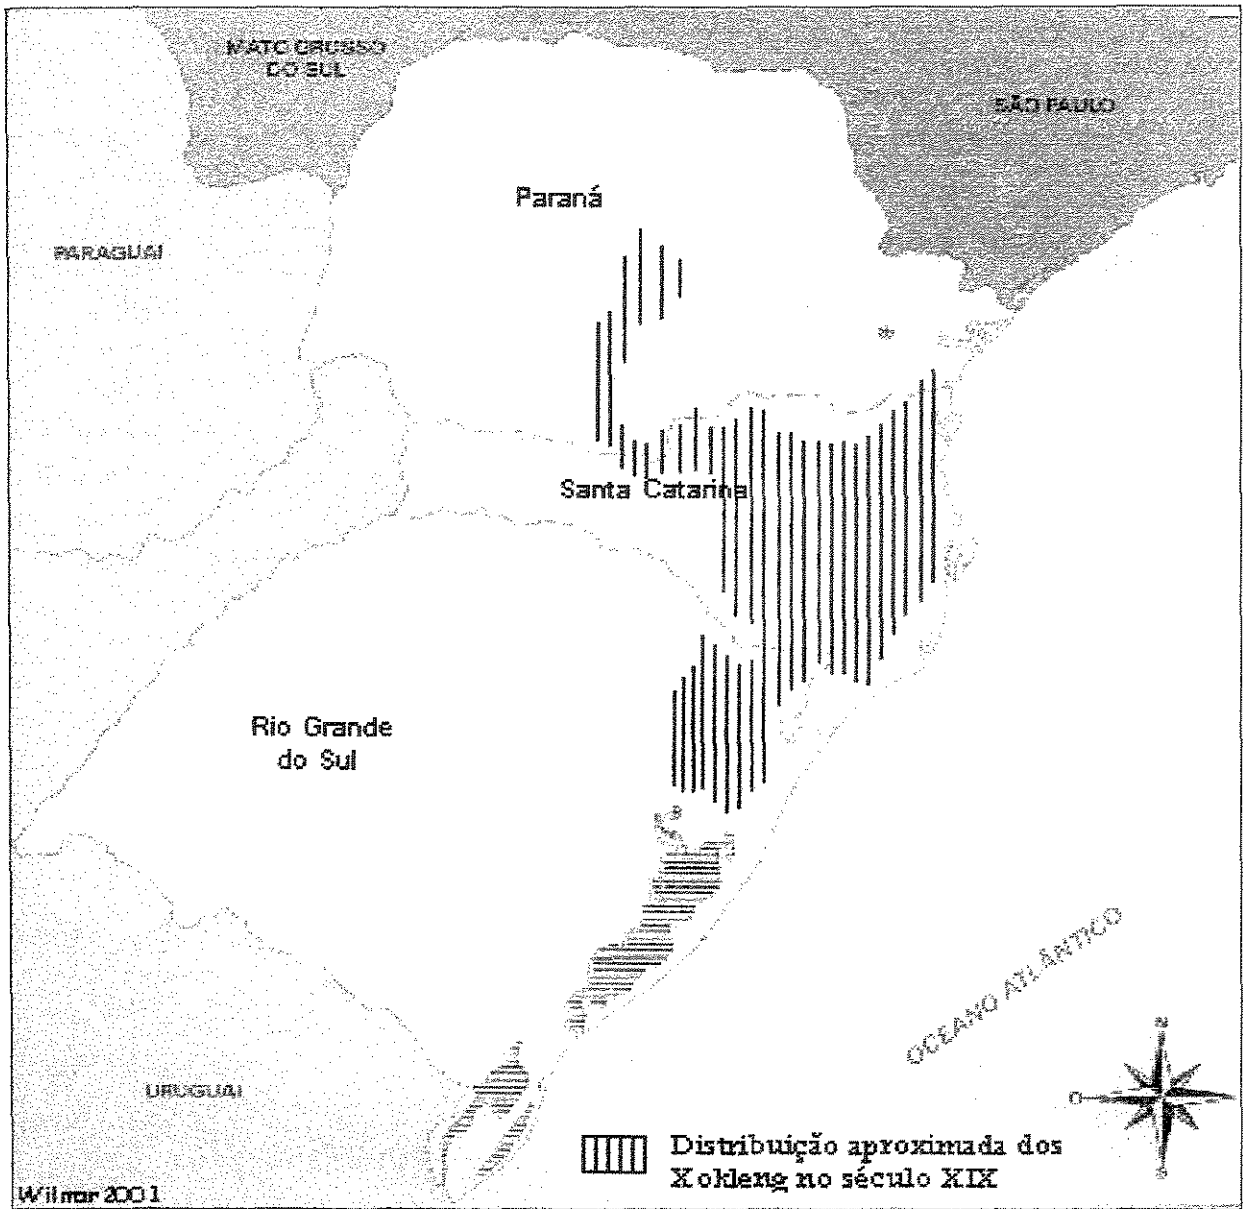 MATO GROSSO
DO SUL
SÃO PAULO
Paraná
PARAGUAI
Santa Catarina
Rio Grande
do Sul
OCEANO ATLÂNTICO
N
O
S
URUGUAI
Distribuição aproximada dos
Xokleng no século XIX
Wilmar 2001